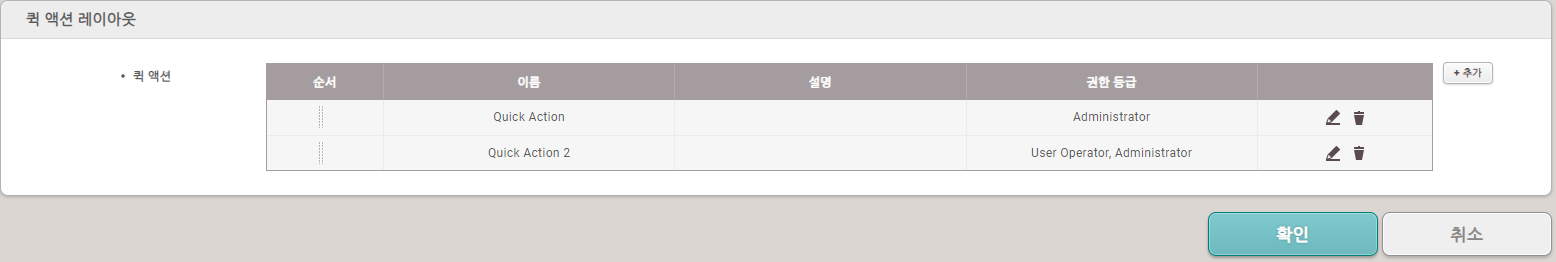 퀵 액션 레이아웃
• 퀵 액션
순서 이름 설명 권한 등급
+ 추가
Quick Action Administrator
Quick Action 2 User Operator, Administrator
확인 취소